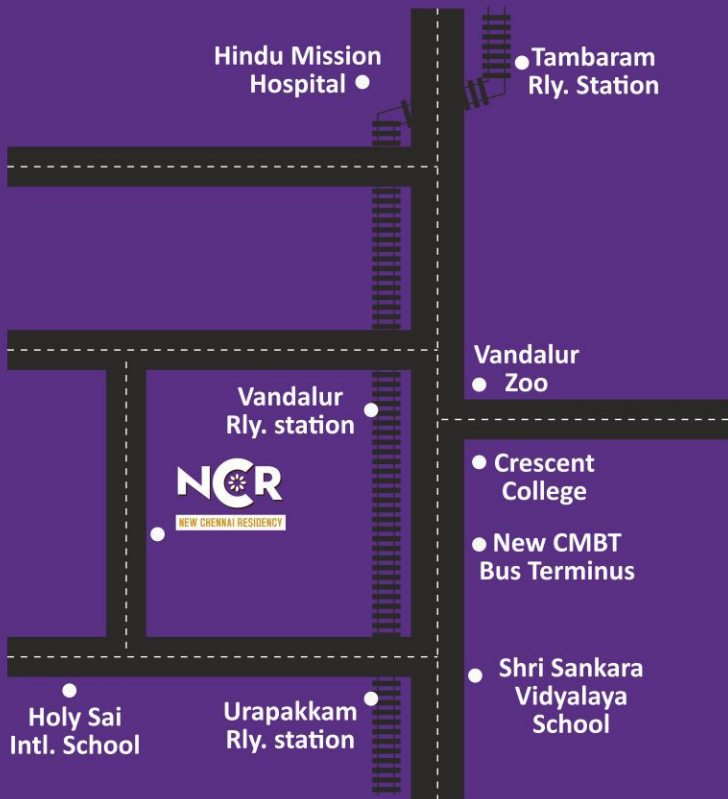 Hindu Mission
Hospital
Tambaram
Rly. Station
Vandalur
Zoo
Vandalur
Rly. station
Crescent
College
NCR
NEW CHENNAI RESIDENCY
New CMBT
Bus Terminus
Shri Sankara
Vidyalaya
School
Holy Sai
Intl. School
Urapakkam
Rly. station